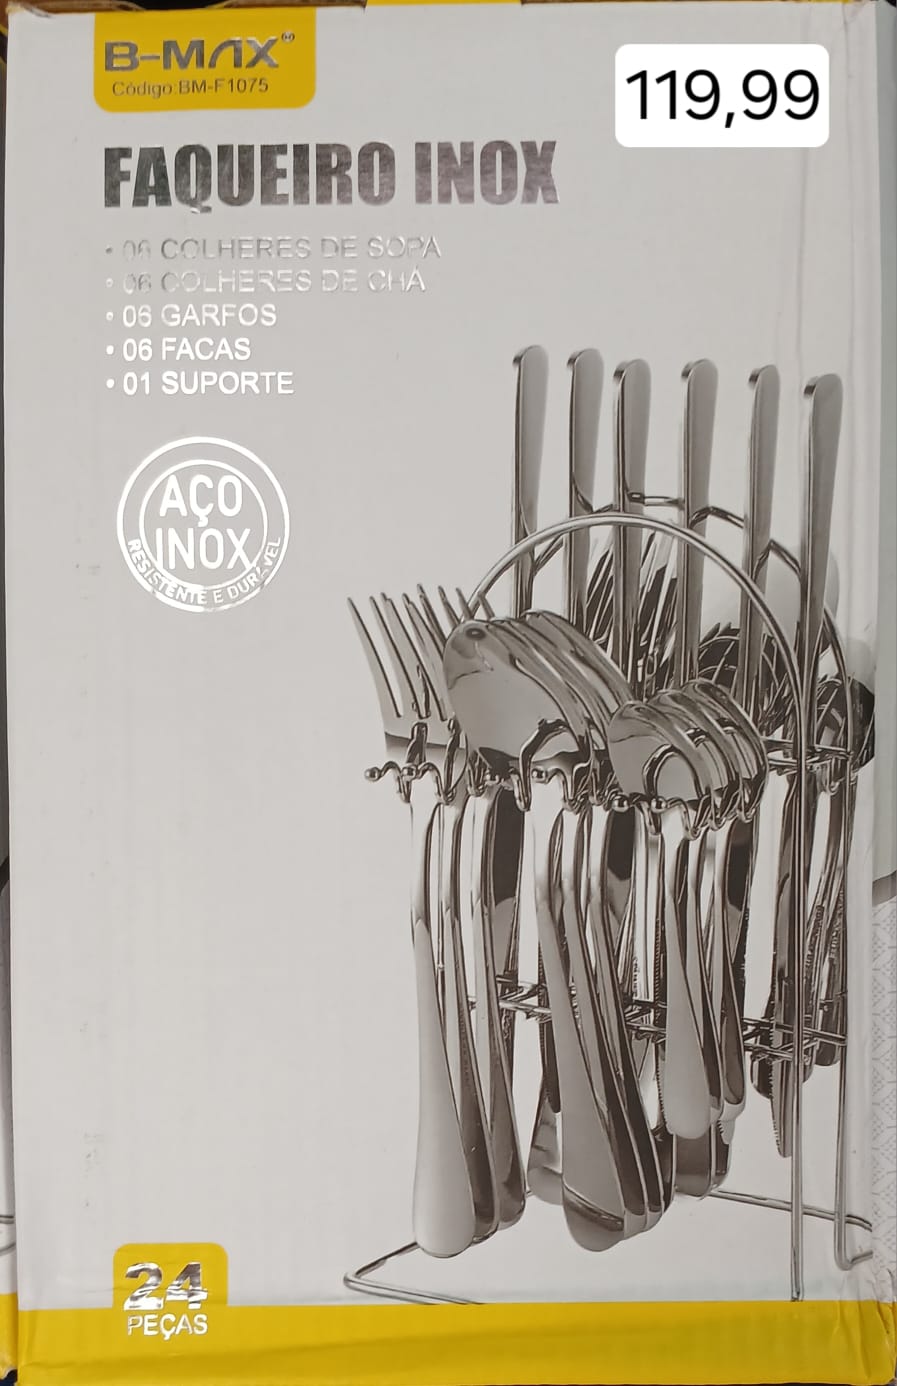 B-MAX
Código:BM-F1075
119,99
FAQUEIRO INOX
• 06 COLHERES DE SOPA
• 06 COLHERES DE CHÁ
• 06 GARFOS
• 06 FACAS
• 01 SUPORTE
AÇO
INOX
RESISTENTE E DURÁVEL
24
PEÇAS